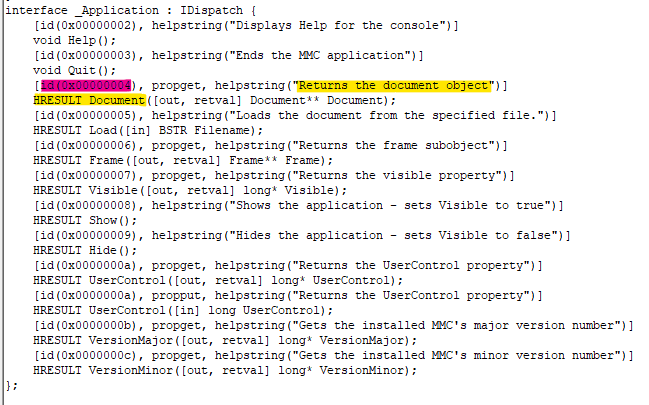 interface _Application : IDispatch {
[id(0x00000002), helpstring("Displays Help for the console")]
void Help();
[id(0x00000003), helpstring("Ends the MMC application")]
void Quit();
[id(0x00000004), propget, helpstring("Returns the document object")]
HRESULT Document([out, retval] Document** Document);
[id(0x00000005), helpstring("Loads the document from the specified file.")]
HRESULT Load([in] BSTR Filename);
[id(0x00000006), propget, helpstring("Returns the frame subobject")]
HRESULT Frame([out, retval] Frame** Frame);
[id(0x00000007), propget, helpstring("Returns the visible property")]
HRESULT Visible([out, retval] long* Visible);
[id(0x00000008), helpstring("Shows the application - sets Visible to true")]
HRESULT Show();
[id(0x00000009), helpstring("Hides the application - sets Visible to false")]
HRESULT Hide();
[id(0x0000000a), propget, helpstring("Returns the UserControl property")]
HRESULT UserControl([out, retval] long* UserControl);
[id(0x0000000a), propput, helpstring("Returns the UserControl property")]
HRESULT UserControl([in] long UserControl);
[id(0x0000000b), propget, helpstring("Gets the installed MMC's major version number")]
HRESULT VersionMajor([out, retval] long* VersionMajor);
[id(0x0000000c), propget, helpstring("Gets the installed MMC's minor version number")]
HRESULT VersionMinor([out, retval] long* VersionMinor);
};